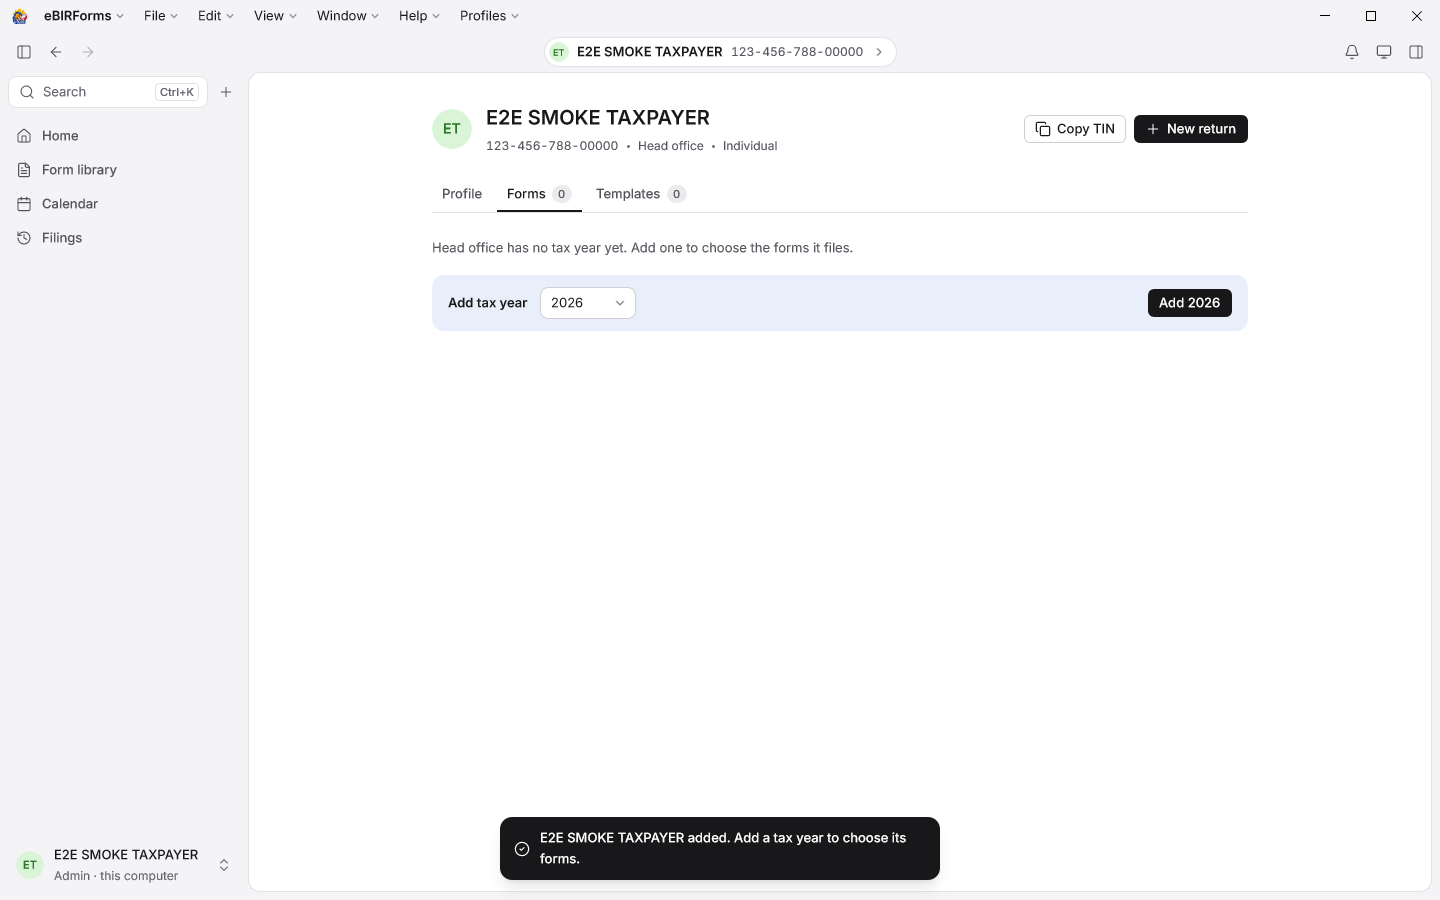 eBIRForms File Edit View Window Help Profiles
ET E2E SMOKE TAXPAYER 123-456-788-00000
Search Ctrl+K
Home
Form library
Calendar
Filings
ET
E2E SMOKE TAXPAYER
123-456-788-00000 • Head office • Individual
Copy TIN
New return
Profile Forms 0 Templates 0
Head office has no tax year yet. Add one to choose the forms it files.
Add tax year 2026 Add 2026
E2E SMOKE TAXPAYER added. Add a tax year to choose its
forms.
ET
E2E SMOKE TAXPAYER
Admin · this computer